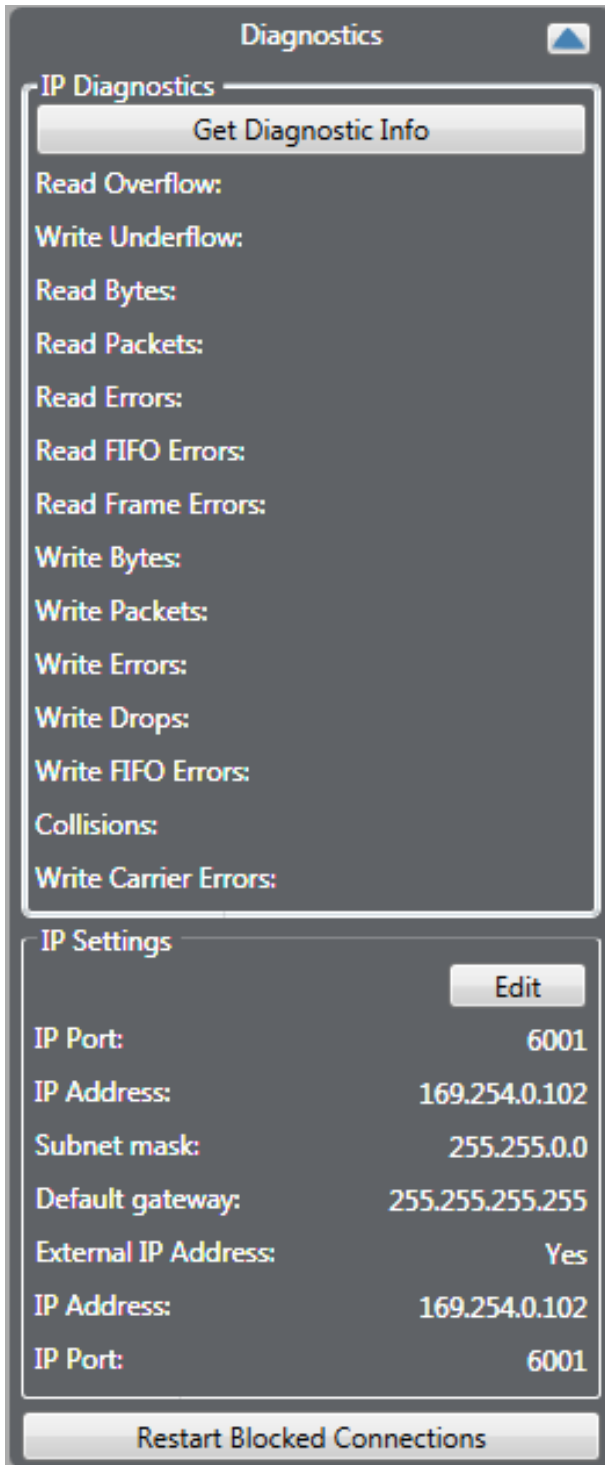 Diagnostics
IP Diagnostics
Get Diagnostic Info
Read Overflow:
Write Underflow:
Read Bytes:
Read Packets:
Read Errors:
Read FIFO Errors:
Read Frame Errors:
Write Bytes:
Write Packets:
Write Errors:
Write Drops:
Write FIFO Errors:
Collisions:
Write Carrier Errors:
IP Settings
Edit
IP Port: 6001
IP Address: 169.254.0.102
Subnet mask: 255.255.0.0
Default gateway: 255.255.255.255
External IP Address: Yes
IP Address: 169.254.0.102
IP Port: 6001
Restart Blocked Connections